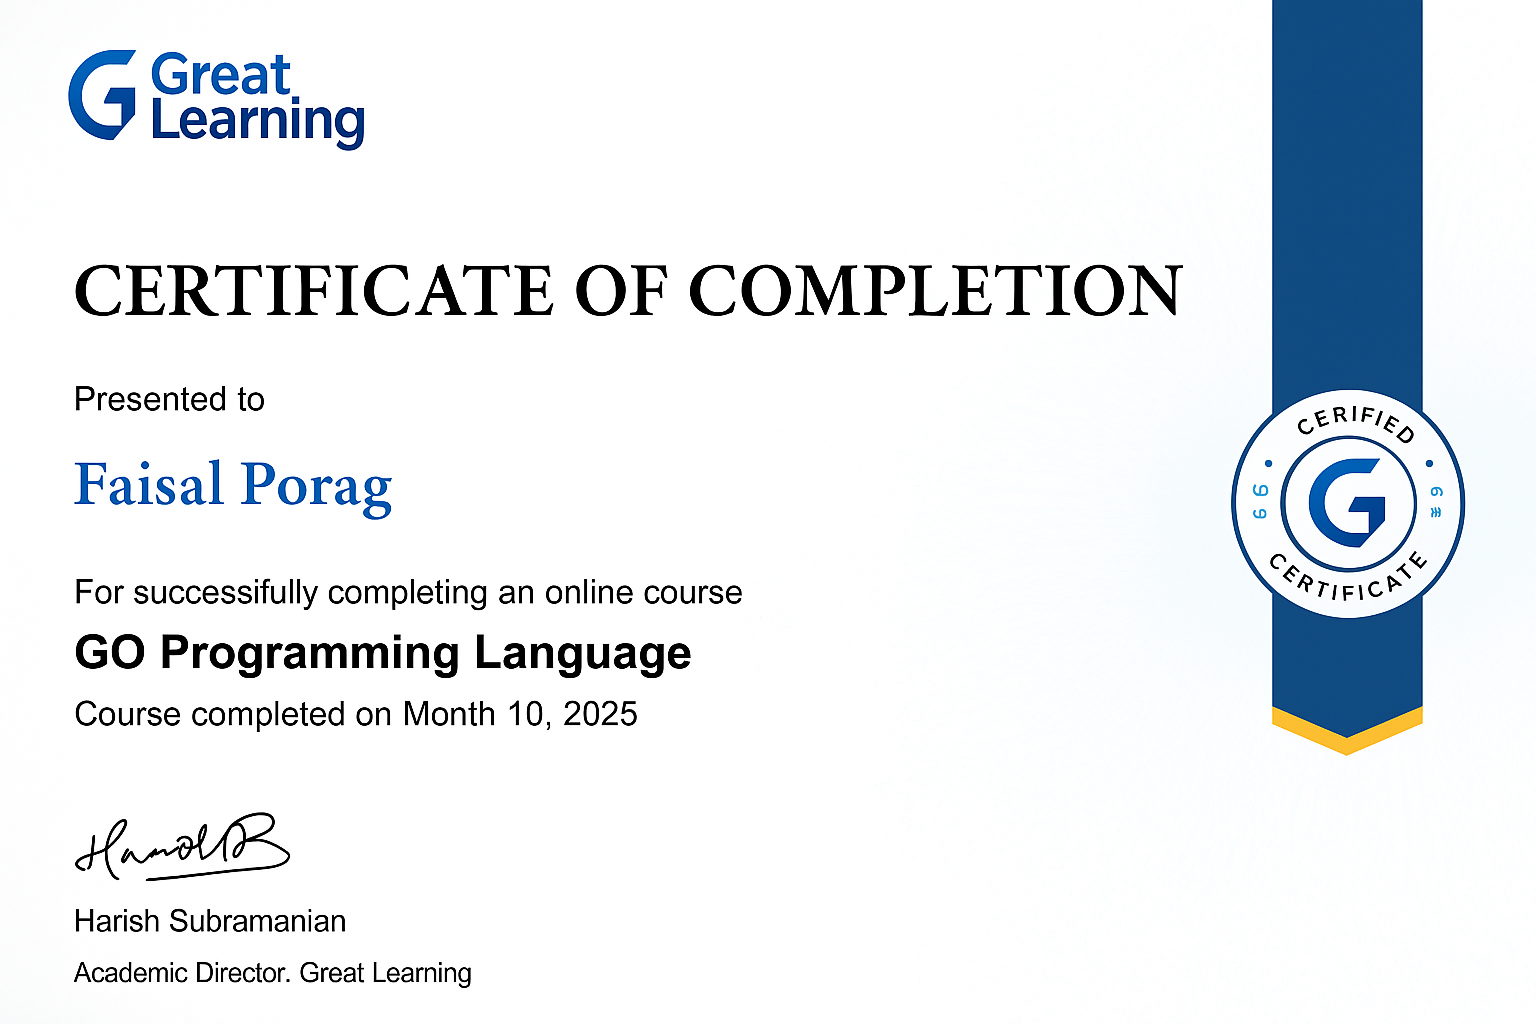 Great
Learning
CERTIFICATE OF COMPLETION
Presented to
Faisal Porag
For successfully completing an online course
GO Programming Language
Course completed on Month 10, 2025
Harish Subramanian
Academic Director. Great Learning
CERIFIED
CERTIFICATE